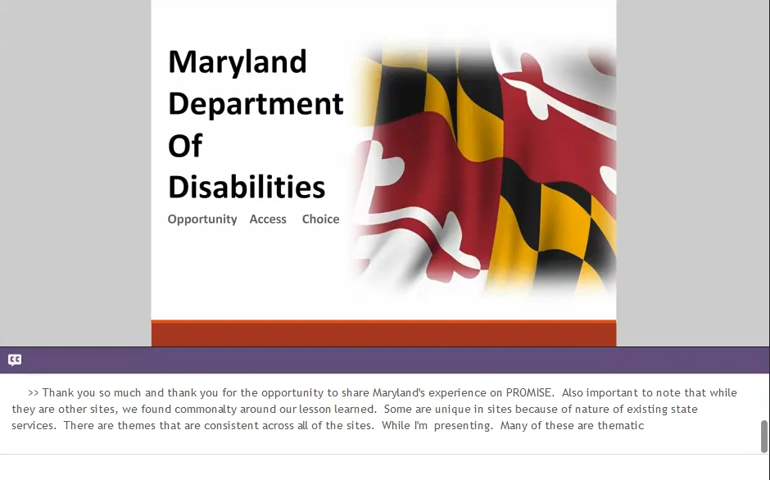 Maryland
Department
Of
Disabilities
Opportunity Access Choice
CC
>> Thank you so much and thank you for the opportunity to share Maryland's experience on PROMISE. Also important to note that while
they are other sites, we found commonalty around our lesson learned. Some are unique in sites because of nature of existing state
services. There are themes that are consistent across all of the sites. While I'm presenting. Many of these are thematic